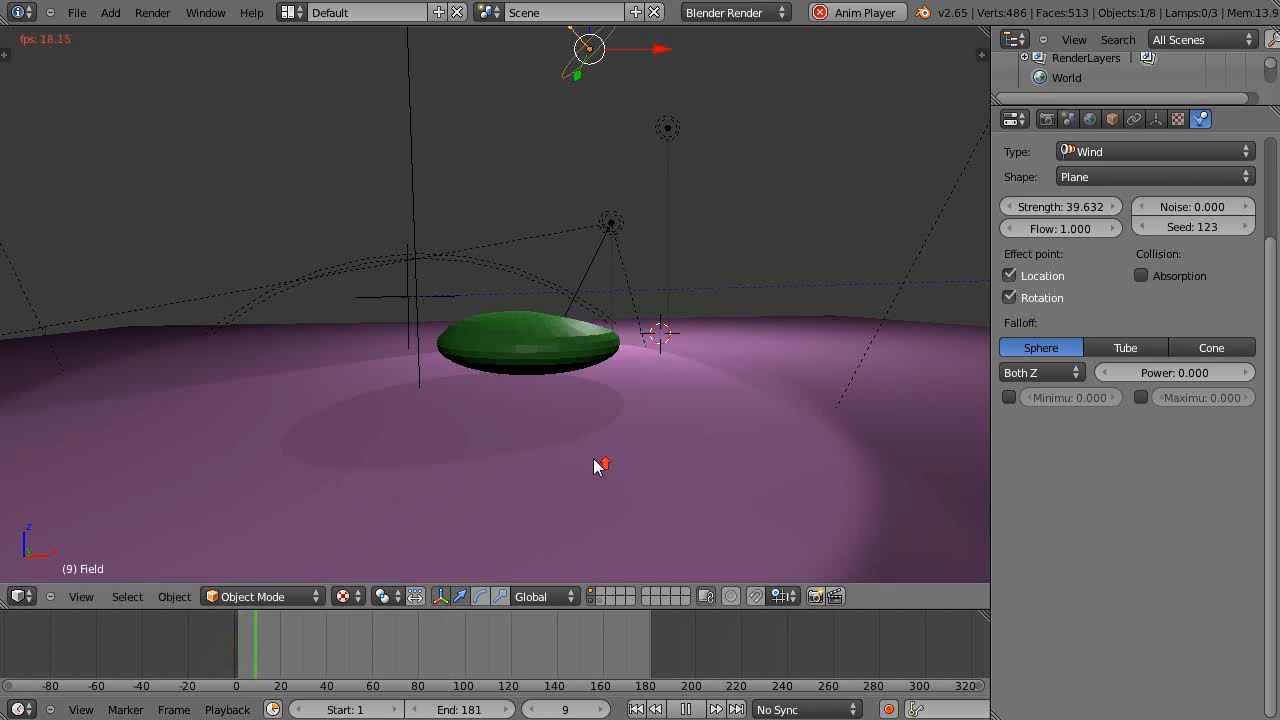 File Add Render Window Help Default Scene Blender Render Anim Player v2.65 | Verts:486 | Faces:513 | Objects:1/8 | Lamps:0/3 | Mem:13.9
fps: 18.15
View Search All Scenes
RenderLayers
World
Type: Wind
Shape: Plane
Strength: 39.632 Noise: 0.000
Flow: 1.000 Seed: 123
Effect point: Collision:
Location Absorption
Rotation
Falloff:
Sphere Tube Cone
Both Z Power: 0.000
Minimu: 0.000 Maximu: 0.000
z
y x
(9) Field
View Select Object Object Mode Global
-80 -60 -40 -20 0 20 40 60 80 100 120 140 160 180 200 220 240 260 280 300 320
View Marker Frame Playback Start: 1 End: 181 9 No Sync